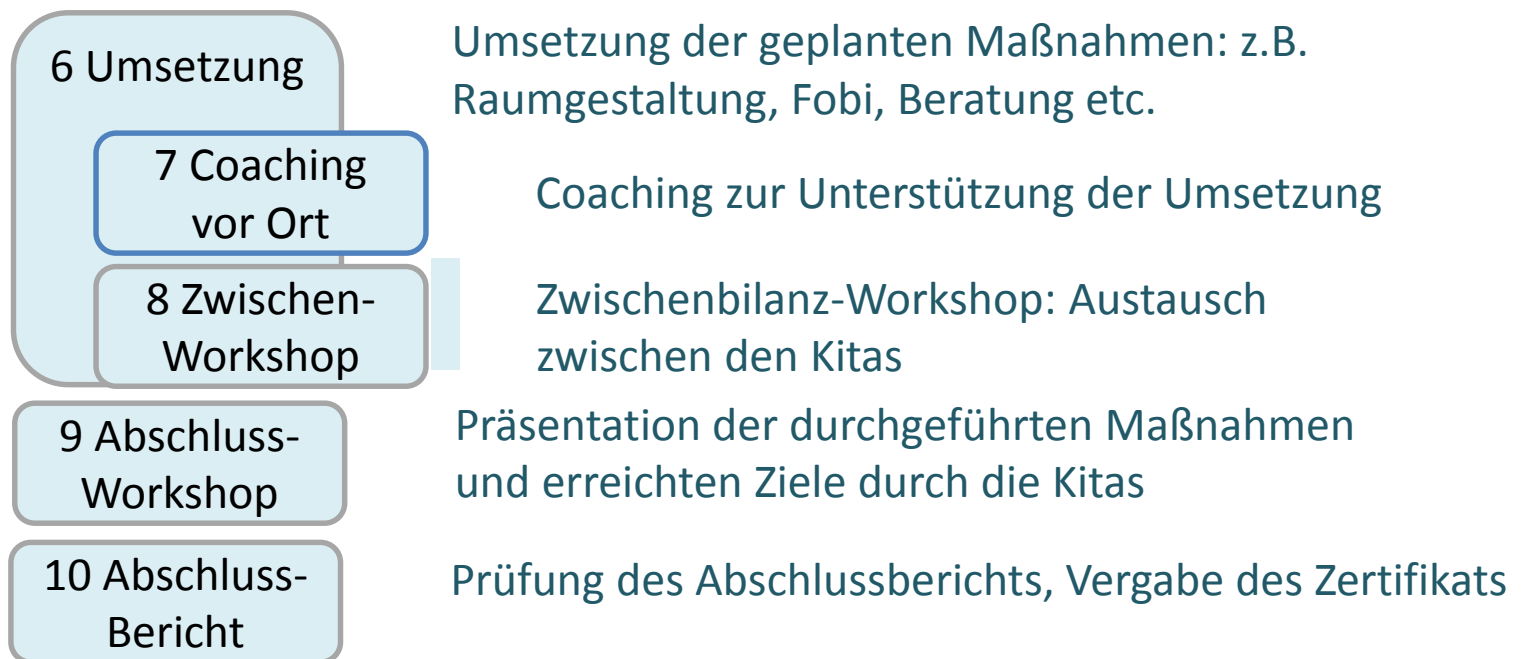 6 Umsetzung
Umsetzung der geplanten Maßnahmen: z.B.
Raumgestaltung, Fobi, Beratung etc.
7 Coaching
vor Ort
Coaching zur Unterstützung der Umsetzung
8 Zwischen-
Workshop
Zwischenbilanz-Workshop: Austausch
zwischen den Kitas
9 Abschluss-
Workshop
Präsentation der durchgeführten Maßnahmen
und erreichten Ziele durch die Kitas
10 Abschluss-
Bericht
Prüfung des Abschlussberichts, Vergabe des Zertifikats